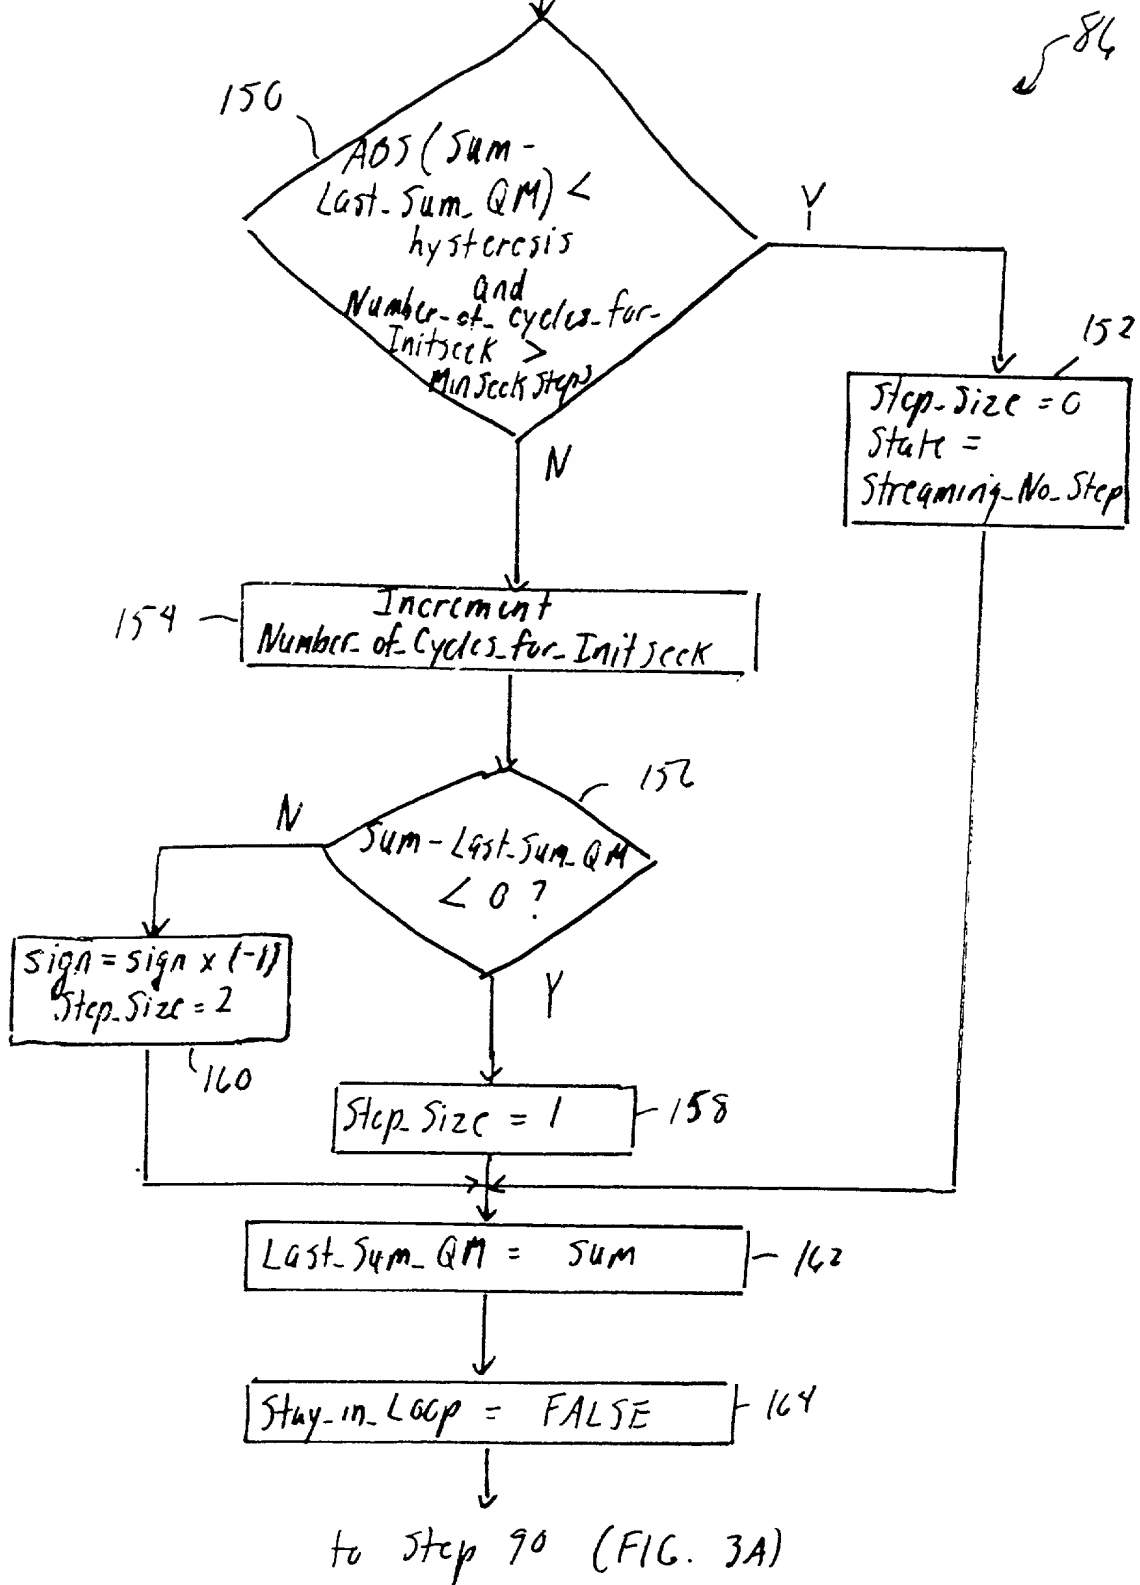 86
150
ABS (Sum-
Last_Sum_QM) <
hysteresis
and
Number_of_cycles_for_
Initseek >
MinSeekSteps
Y
N
152
Step_Size = 0
State =
Streaming_No_Step
154
Increment
Number_of_Cycles_for_Initseek
156
Sum-Last_Sum_QM
< 0 ?
N
Y
sign = sign x (-1)
Step_Size = 2
160
Step_Size = 1
158
Last_Sum_QM = Sum
162
Stay_in_Loop = FALSE
164
to Step 90 (FIG. 3A)